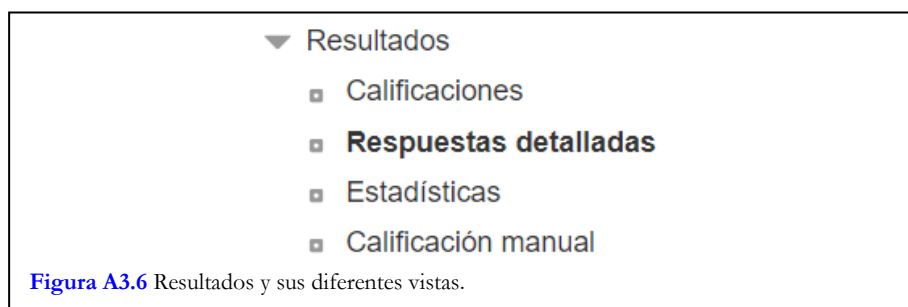 Resultados
Calificaciones
Respuestas detalladas
Estadísticas
Calificación manual
Figura A3.6 Resultados y sus diferentes vistas.